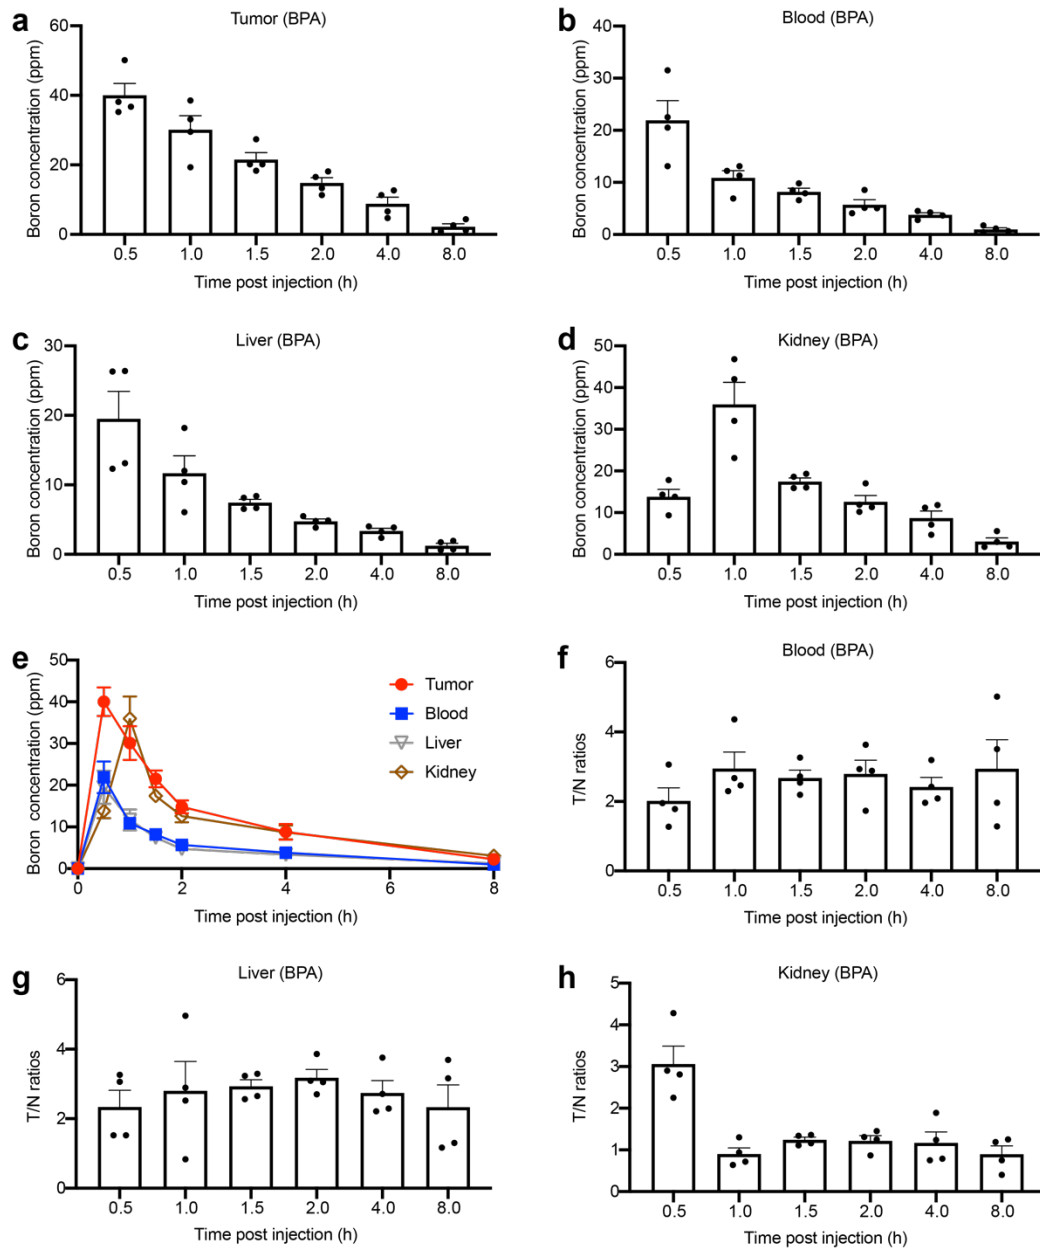 a
Tumor (BPA)
Boron concentration (ppm)
60
40
20
0
0.5 1.0 1.5 2.0 4.0 8.0
Time post injection (h)
b
Blood (BPA)
Boron concentration (ppm)
40
30
20
10
0
0.5 1.0 1.5 2.0 4.0 8.0
Time post injection (h)
c
Liver (BPA)
Boron concentration (ppm)
30
20
10
0
0.5 1.0 1.5 2.0 4.0 8.0
Time post injection (h)
d
Kidney (BPA)
Boron concentration (ppm)
50
40
30
20
10
0
0.5 1.0 1.5 2.0 4.0 8.0
Time post injection (h)
e
Boron concentration (ppm)
50
40
30
20
10
0
0 2 4 6 8
Time post injection (h)
Tumor
Blood
Liver
Kidney
f
Blood (BPA)
T/N ratios
6
4
2
0
0.5 1.0 1.5 2.0 4.0 8.0
Time post injection (h)
g
Liver (BPA)
T/N ratios
6
4
2
0
0.5 1.0 1.5 2.0 4.0 8.0
Time post injection (h)
h
Kidney (BPA)
T/N ratios
5
4
3
2
1
0
0.5 1.0 1.5 2.0 4.0 8.0
Time post injection (h)